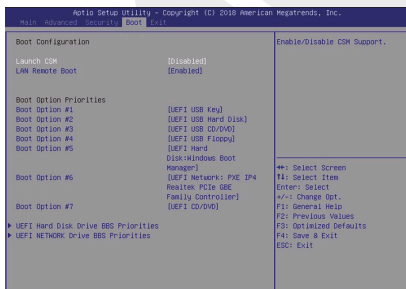 Aptio Setup Utility – Copyright (C) 2018 American Megatrends, Inc.
Main Advanced Security Boot Exit
Boot Configuration
Launch CSM [Disabled]
LAN Remote Boot [Enabled]
Boot Option Priorities
Boot Option #1 [UEFI USB Key]
Boot Option #2 [UEFI USB Hard Disk]
Boot Option #3 [UEFI USB CD/DVD]
Boot Option #4 [UEFI USB Floppy]
Boot Option #5 [UEFI Hard
Disk:Windows Boot
Manager]
Boot Option #6 [UEFI Network: PXE IP4
Realtek PCIe GBE
Family Controller]
Boot Option #7 [UEFI CD/DVD]
▶ UEFI Hard Disk Drive BBS Priorities
▶ UEFI NETWORK Drive BBS Priorities
Enable/Disable CSM Support.
→←: Select Screen
↑↓: Select Item
Enter: Select
+/-: Change Opt.
F1: General Help
F2: Previous Values
F3: Optimized Defaults
F4: Save & Exit
ESC: Exit